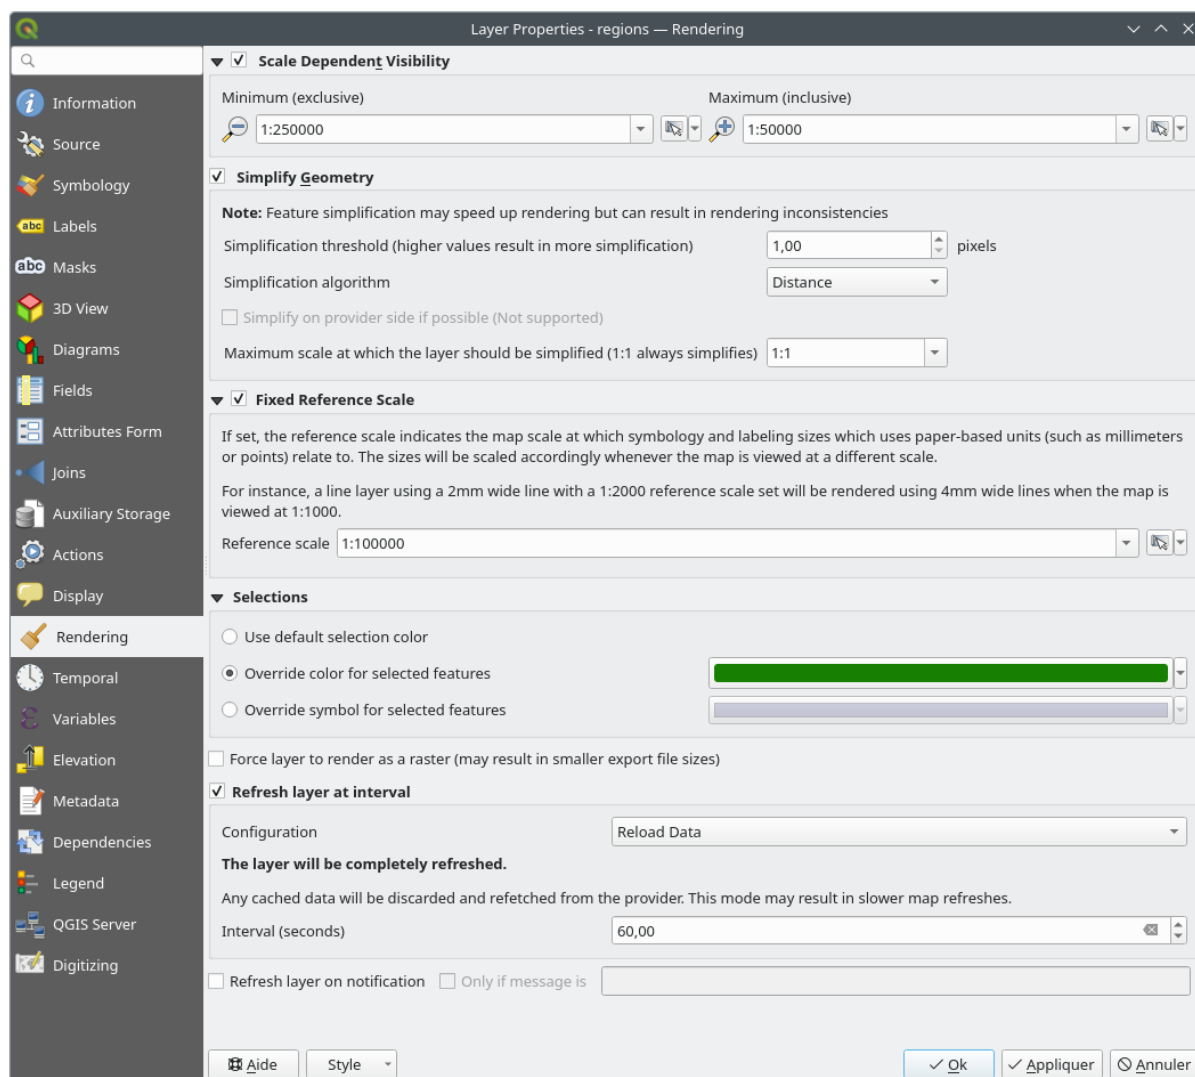 Layer Properties - regions — Rendering
Information
Source
Symbology
abc Labels
abc Masks
3D View
Diagrams
Fields
Attributes Form
Joins
Auxiliary Storage
Actions
Display
Rendering
Temporal
Variables
Elevation
Metadata
Dependencies
Legend
QGIS Server
Digitizing
Scale Dependent Visibility
Minimum (exclusive) Maximum (inclusive)
1:250000 1:50000
Simplify Geometry
Note: Feature simplification may speed up rendering but can result in rendering inconsistencies
Simplification threshold (higher values result in more simplification) 1,00 pixels
Simplification algorithm Distance
Simplify on provider side if possible (Not supported)
Maximum scale at which the layer should be simplified (1:1 always simplifies) 1:1
Fixed Reference Scale
If set, the reference scale indicates the map scale at which symbology and labeling sizes which uses paper-based units (such as millimeters
or points) relate to. The sizes will be scaled accordingly whenever the map is viewed at a different scale.
For instance, a line layer using a 2mm wide line with a 1:2000 reference scale set will be rendered using 4mm wide lines when the map is
viewed at 1:1000.
Reference scale 1:100000
Selections
Use default selection color
Override color for selected features
Override symbol for selected features
Force layer to render as a raster (may result in smaller export file sizes)
Refresh layer at interval
Configuration Reload Data
The layer will be completely refreshed.
Any cached data will be discarded and refetched from the provider. This mode may result in slower map refreshes.
Interval (seconds) 60,00
Refresh layer on notification Only if message is
Aide Style Ok Appliquer Annuler